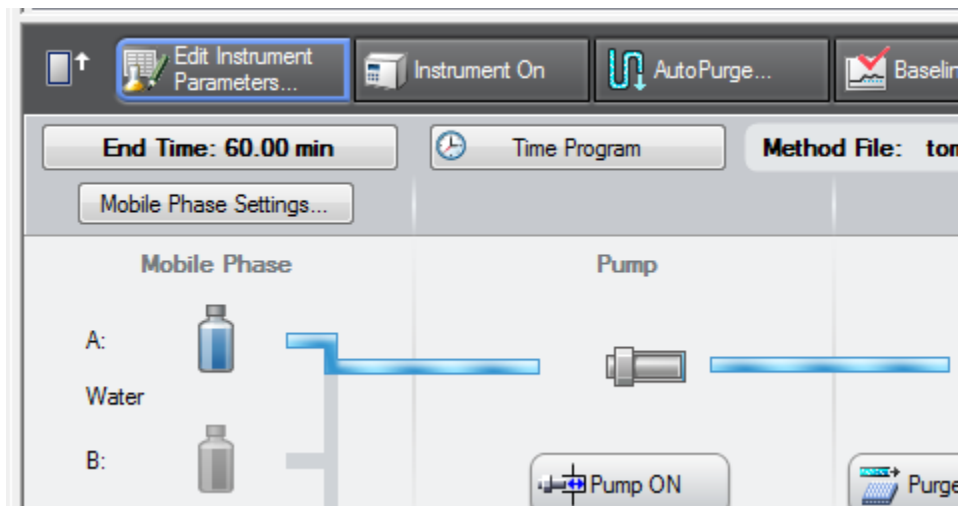 Edit Instrument
Parameters...
Instrument On
AutoPurge...
End Time: 60.00 min
Time Program
Method File:
Mobile Phase Settings...
Mobile Phase
Pump
A:
Water
B:
Pump ON
Purge